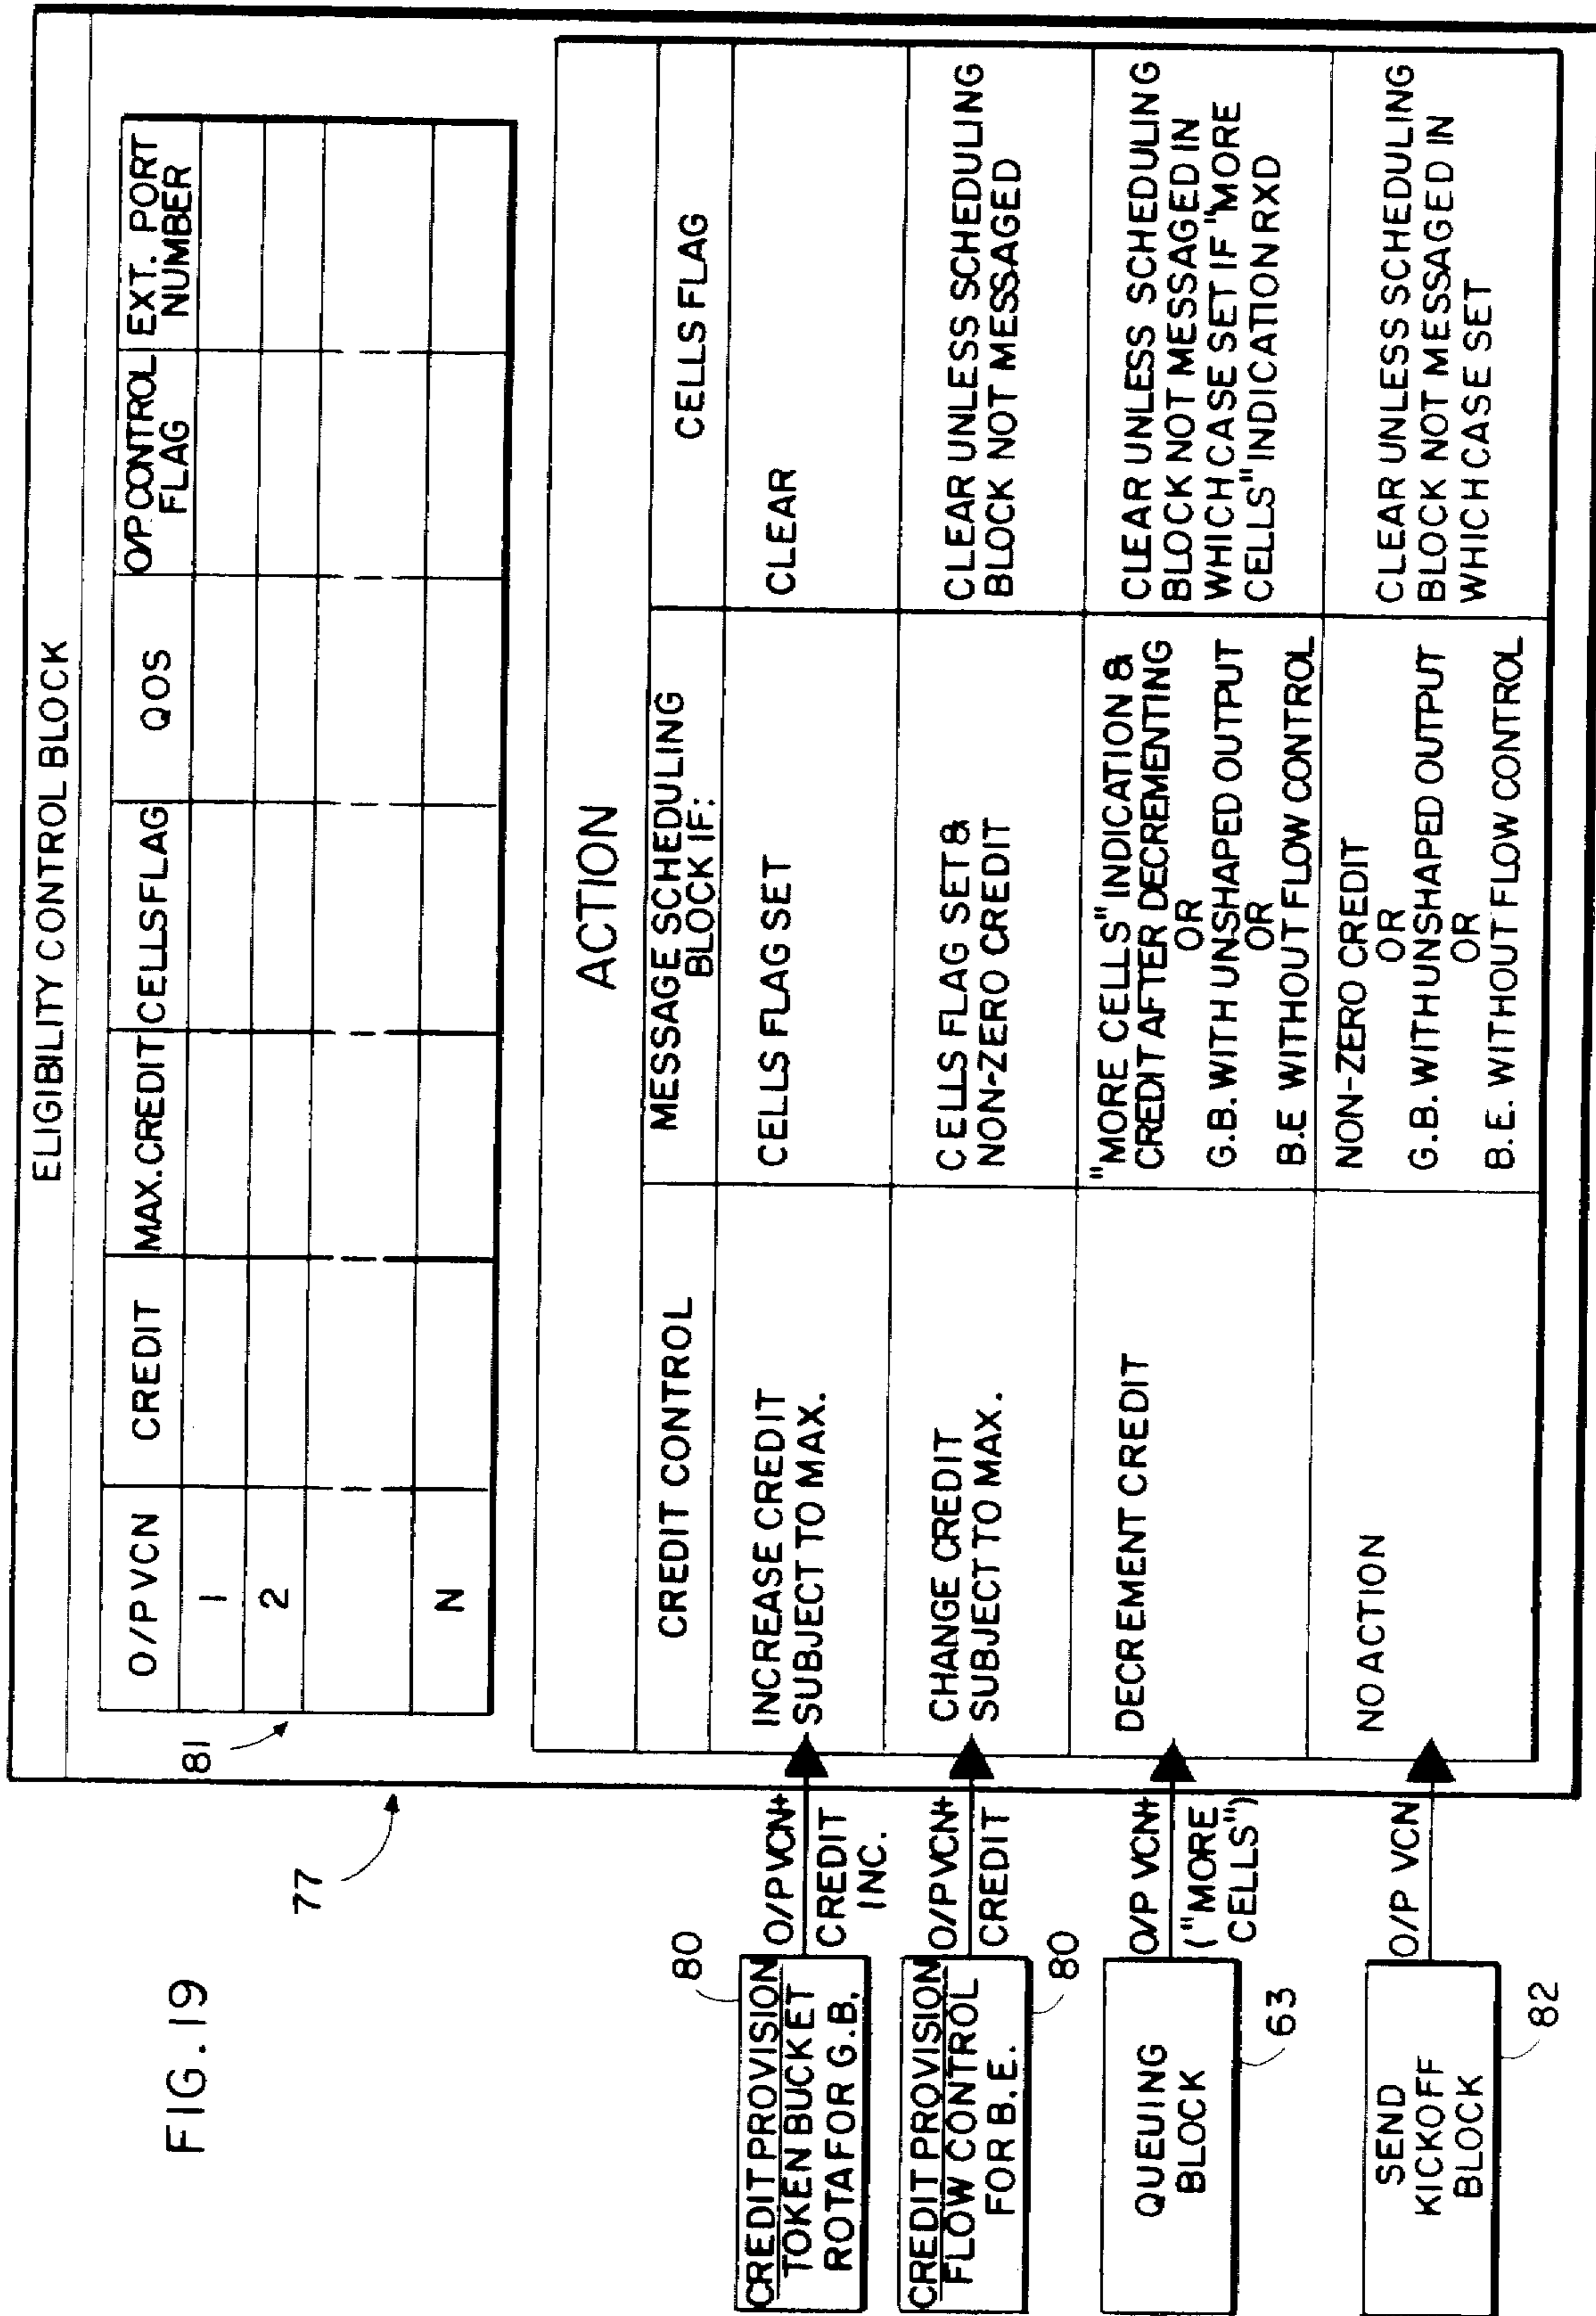 FIG. 19
77
ELIGIBILITY CONTROL BLOCK
81
O/P VCN
CREDIT
MAX. CREDIT
CELLS FLAG
QOS
O/P CONTROL
FLAG
EXT. PORT
NUMBER
1
2
N
ACTION
CREDIT CONTROL
MESSAGE SCHEDULING
BLOCK IF:
CELLS FLAG
80
CREDIT PROVISION
TOKEN BUCKET
ROTA FOR G.B.
O/P VCN+
CREDIT
INC.
INCREASE CREDIT
SUBJECT TO MAX.
CELLS FLAG SET
CLEAR
CREDIT PROVISION
FLOW CONTROL
FOR B.E.
80
O/P VCN+
CREDIT
CHANGE CREDIT
SUBJECT TO MAX.
CELLS FLAG SET &
NON-ZERO CREDIT
CLEAR UNLESS SCHEDULING
BLOCK NOT MESSAGED
QUEUING
BLOCK
63
O/P VCN+
("MORE
CELLS")
DECREMENT CREDIT
"MORE CELLS" INDICATION &
CREDIT AFTER DECREMENTING
OR
G.B. WITH UNSHAPED OUTPUT
OR
B.E WITHOUT FLOW CONTROL
CLEAR UNLESS SCHEDULING
BLOCK NOT MESSAGED IN
WHICH CASE SET IF "MORE
CELLS" INDICATION RXD
SEND
KICKOFF
BLOCK
82
O/P VCN
NO ACTION
NON-ZERO CREDIT
OR
G.B. WITH UNSHAPED OUTPUT
OR
B.E. WITHOUT FLOW CONTROL
CLEAR UNLESS SCHEDULING
BLOCK NOT MESSAGED IN
WHICH CASE SET